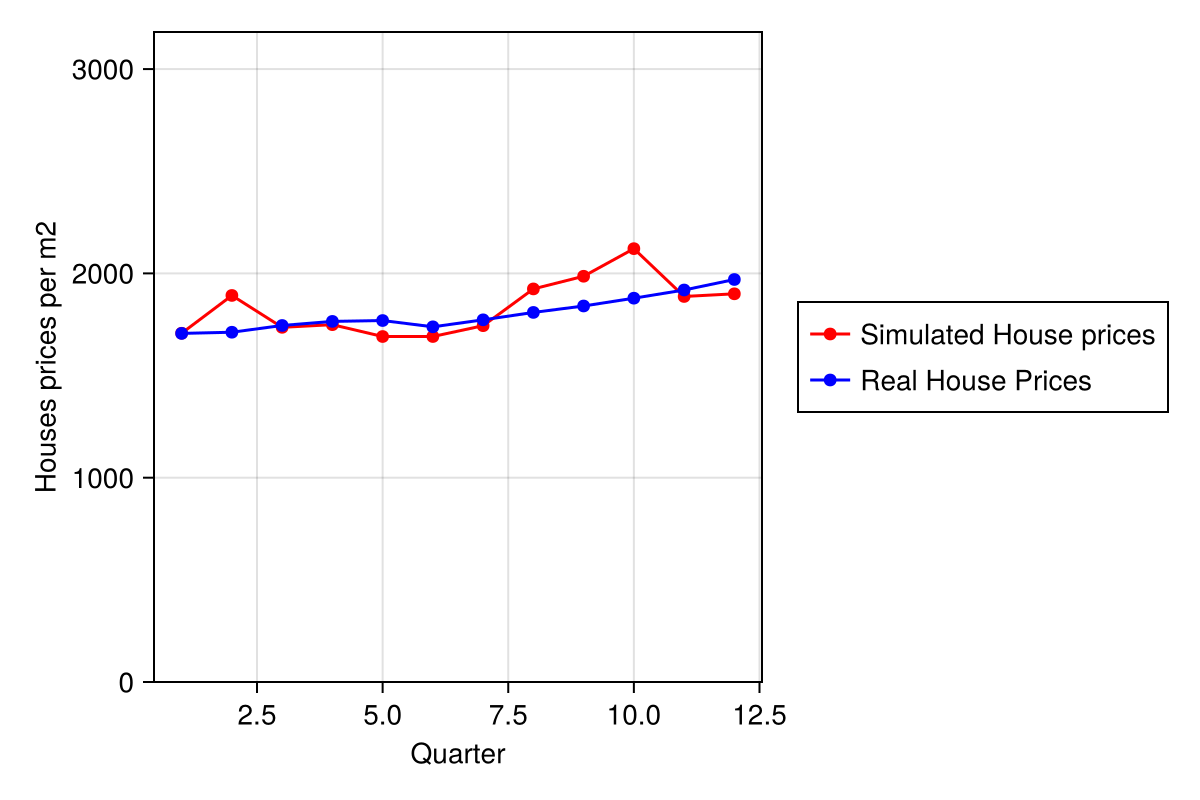 3000
2000
1000
0
Houses prices per m2
2.5 5.0 7.5 10.0 12.5
Quarter
Simulated House prices
Real House Prices